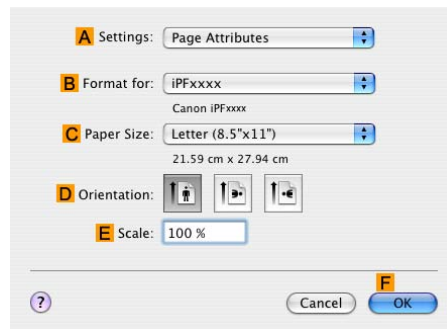 A Settings: Page Attributes
B Format for: iPFxxxx
Canon iPFxxxx
C Paper Size: Letter (8.5"x11")
21.59 cm x 27.94 cm
D Orientation:
E Scale: 100 %
F
? Cancel OK